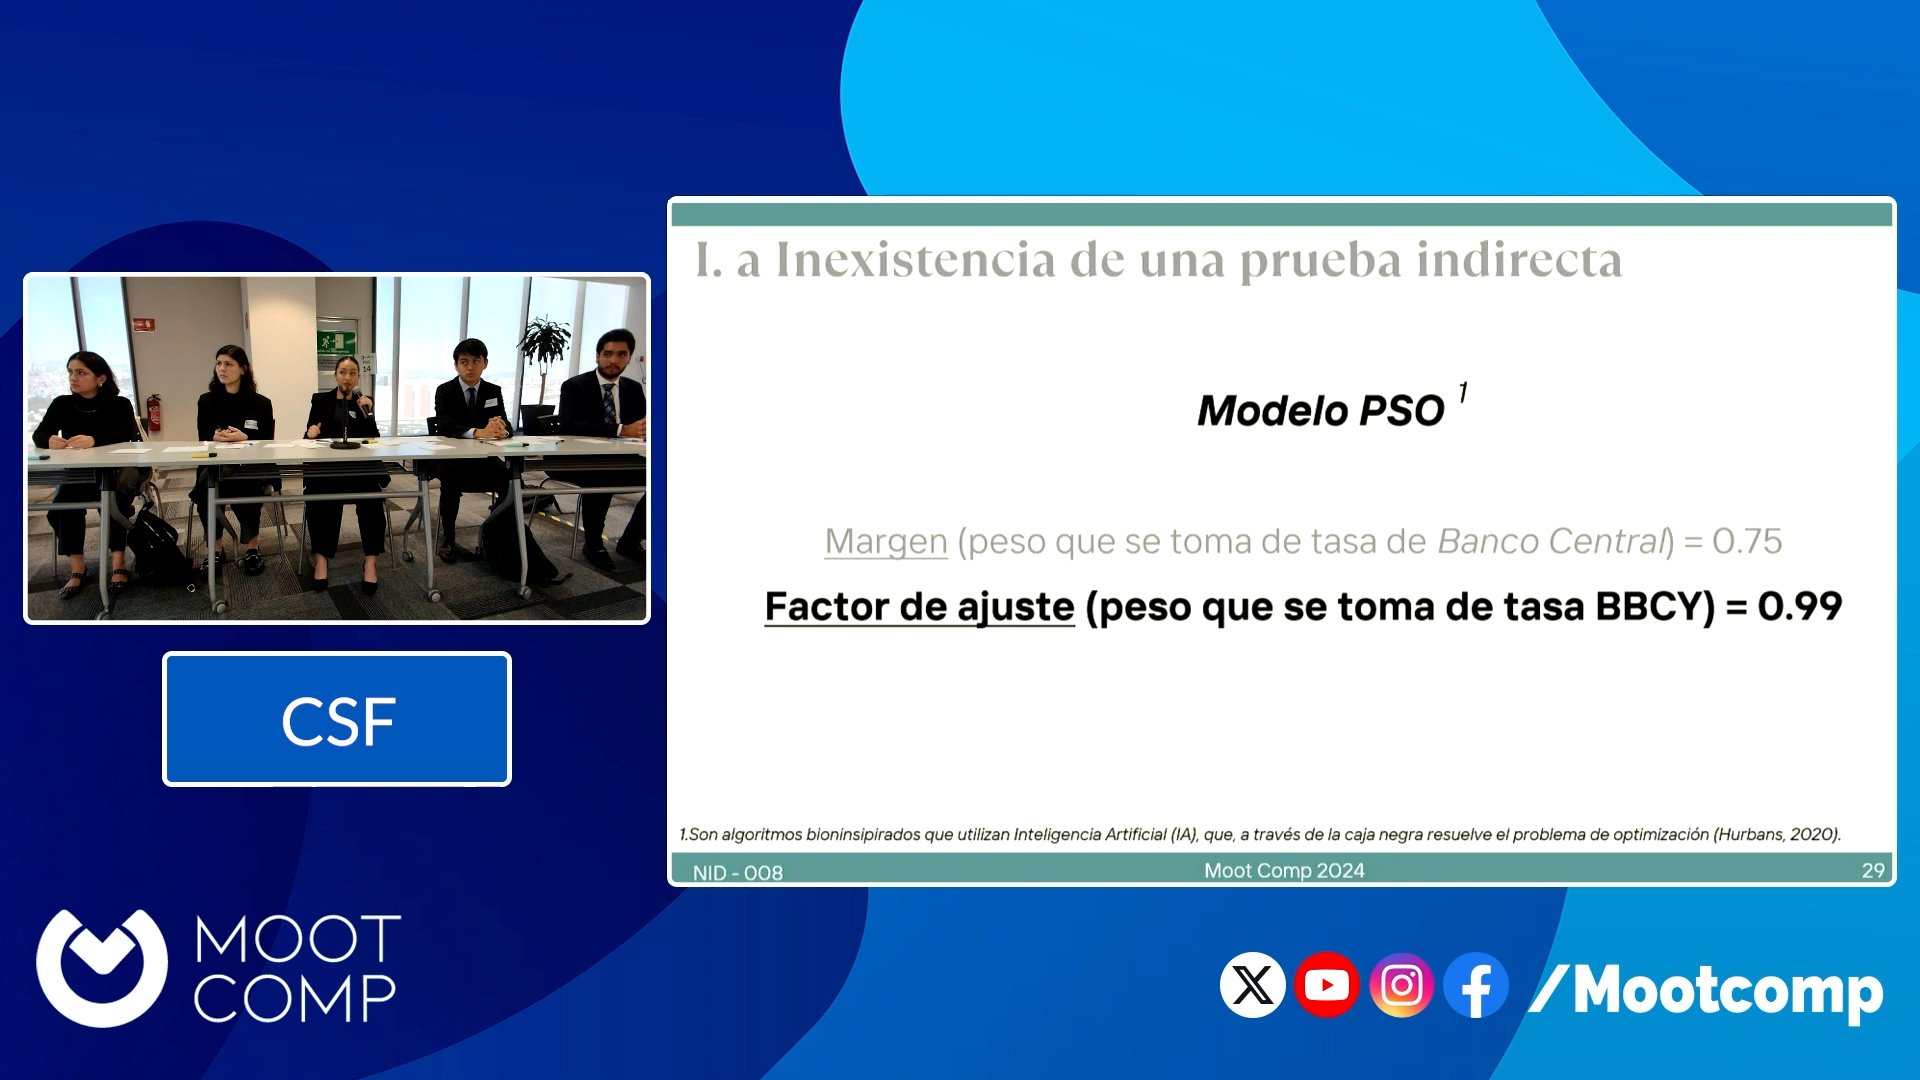 I. a Inexistencia de una prueba indirecta
Modelo PSO 1
Margen (peso que se toma de tasa de Banco Central) = 0.75
Factor de ajuste (peso que se toma de tasa BBCY) = 0.99
1.Son algoritmos bioninsipirados que utilizan Inteligencia Artificial (IA), que, a través de la caja negra resuelve el problema de optimización (Hurbans, 2020).
NID - 008
Moot Comp 2024
29
14
CSF
MOOT
COMP
/Mootcomp